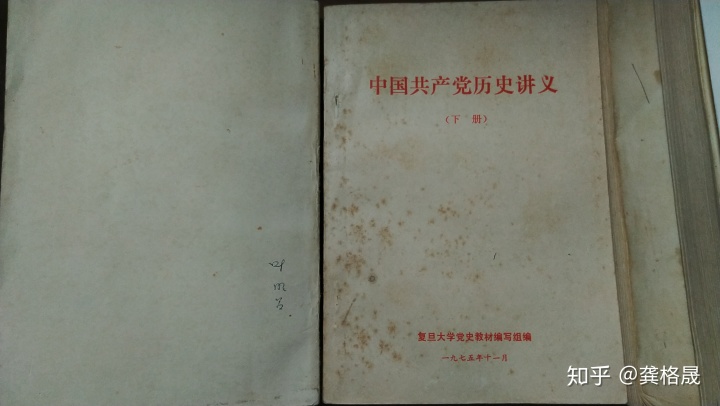 中国共产党历史讲义
(下册)
复旦大学党史教材编写组编
一九七五年十一月
知乎 @龚格晟